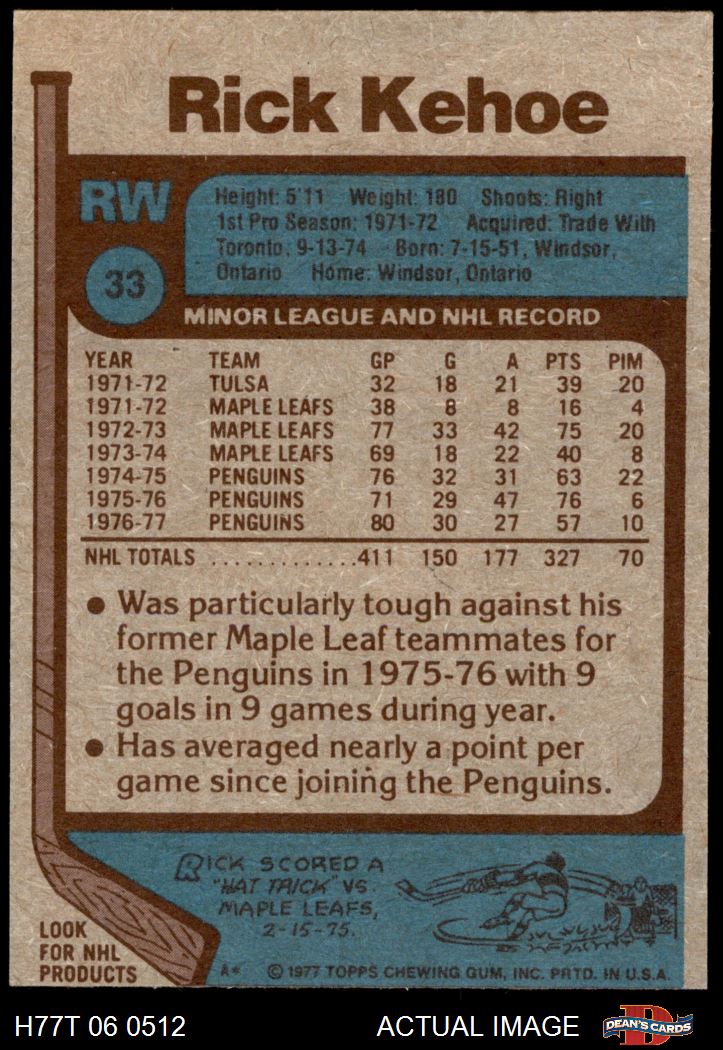 Rick Kehoe
RW
33
Height: 5'11 Weight: 180 Shoots: Right
1st Pro Season: 1971-72 Acquired: Trade With
Toronto, 9-13-74 Born: 7-15-51, Windsor,
Ontario Home: Windsor, Ontario
MINOR LEAGUE AND NHL RECORD
YEAR TEAM GP G A PTS PIM
1971-72 TULSA 32 18 21 39 20
1971-72 MAPLE LEAFS 38 8 8 16 4
1972-73 MAPLE LEAFS 77 33 42 75 20
1973-74 MAPLE LEAFS 69 18 22 40 8
1974-75 PENGUINS 76 32 31 63 22
1975-76 PENGUINS 71 29 47 76 6
1976-77 PENGUINS 80 30 27 57 10
NHL TOTALS .............411 150 177 327 70
• Was particularly tough against his
former Maple Leaf teammates for
the Penguins in 1975-76 with 9
goals in 9 games during year.
• Has averaged nearly a point per
game since joining the Penguins.
RICK SCORED A
"HAT TRICK" VS.
MAPLE LEAFS,
2-15-75.
LOOK
FOR NHL
PRODUCTS
A* © 1977 TOPPS CHEWING GUM, INC. PRTD. IN U.S.A.
H77T 06 0512 ACTUAL IMAGE DEAN'S CARDS